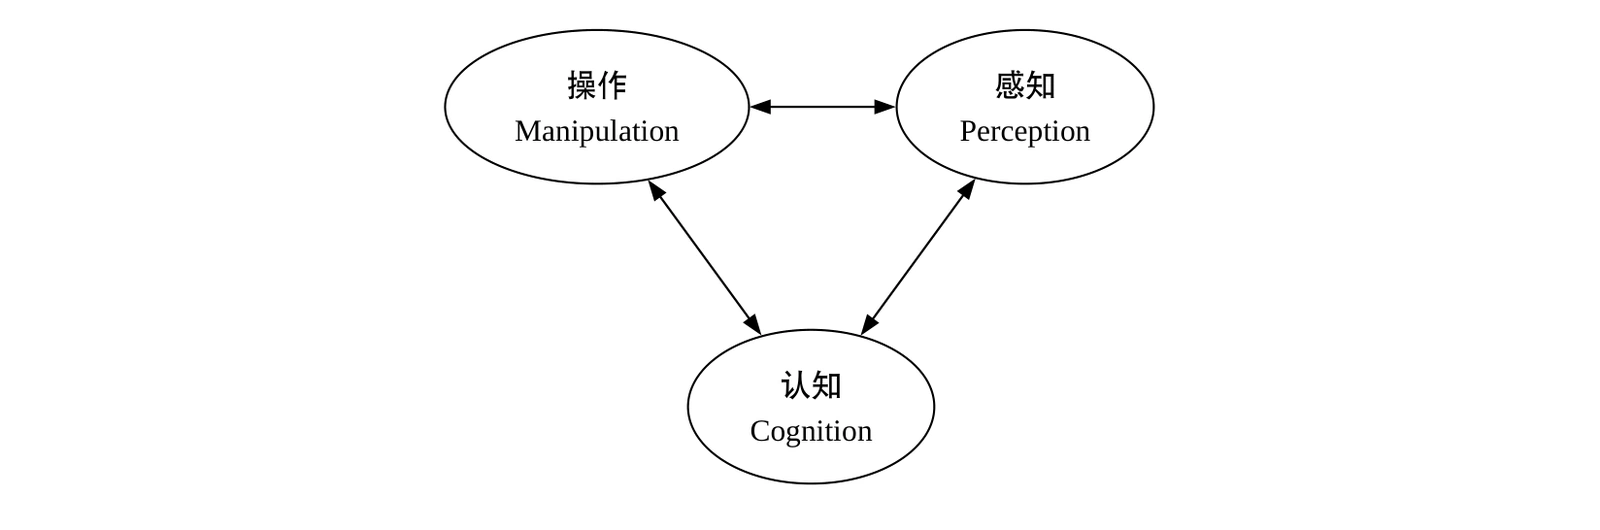 操作
Manipulation
感知
Perception
认知
Cognition